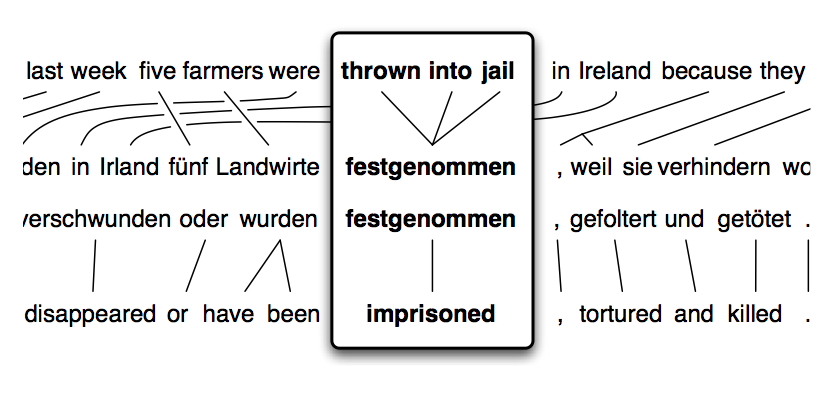 last week five farmers were thrown into jail in Ireland because they
den in Irland fünf Landwirte festgenommen , weil sie verhindern wo
verschwunden oder wurden festgenommen , gefoltert und getötet .
disappeared or have been imprisoned , tortured and killed .